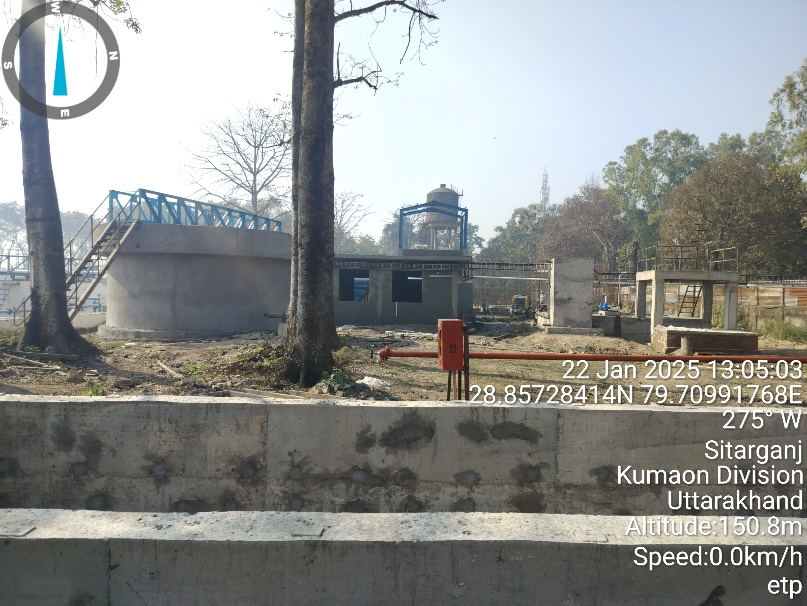 W
N
S
E
22 Jan 2025 13:05:03
28.85728414N 79.70991768E
275° W
Sitarganj
Kumaon Division
Uttarakhand
Altitude:150.8m
Speed:0.0km/h
etp